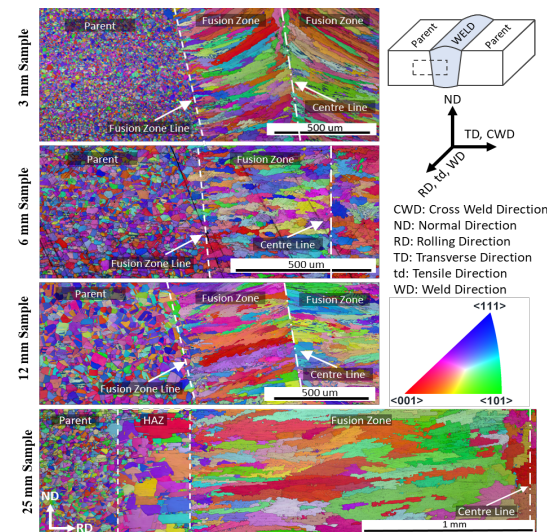 3 mm Sample
Parent
Fusion Zone
Fusion Zone
Fusion Zone Line
Centre Line
500 um
6 mm Sample
Parent
Fusion Zone
Fusion Zone Line
Centre Line
500 um
12 mm Sample
Parent
Fusion Zone
Fusion Zone
Fusion Zone Line
Centre Line
500 um
25 mm Sample
Parent
HAZ
Fusion Zone
Centre Line
1 mm
ND
RD
Parent
WELD
Parent
ND
TD, CWD
RD, td, WD
CWD: Cross Weld Direction
ND: Normal Direction
RD: Rolling Direction
TD: Transverse Direction
td: Tensile Direction
WD: Weld Direction
<111>
<001>
<101>